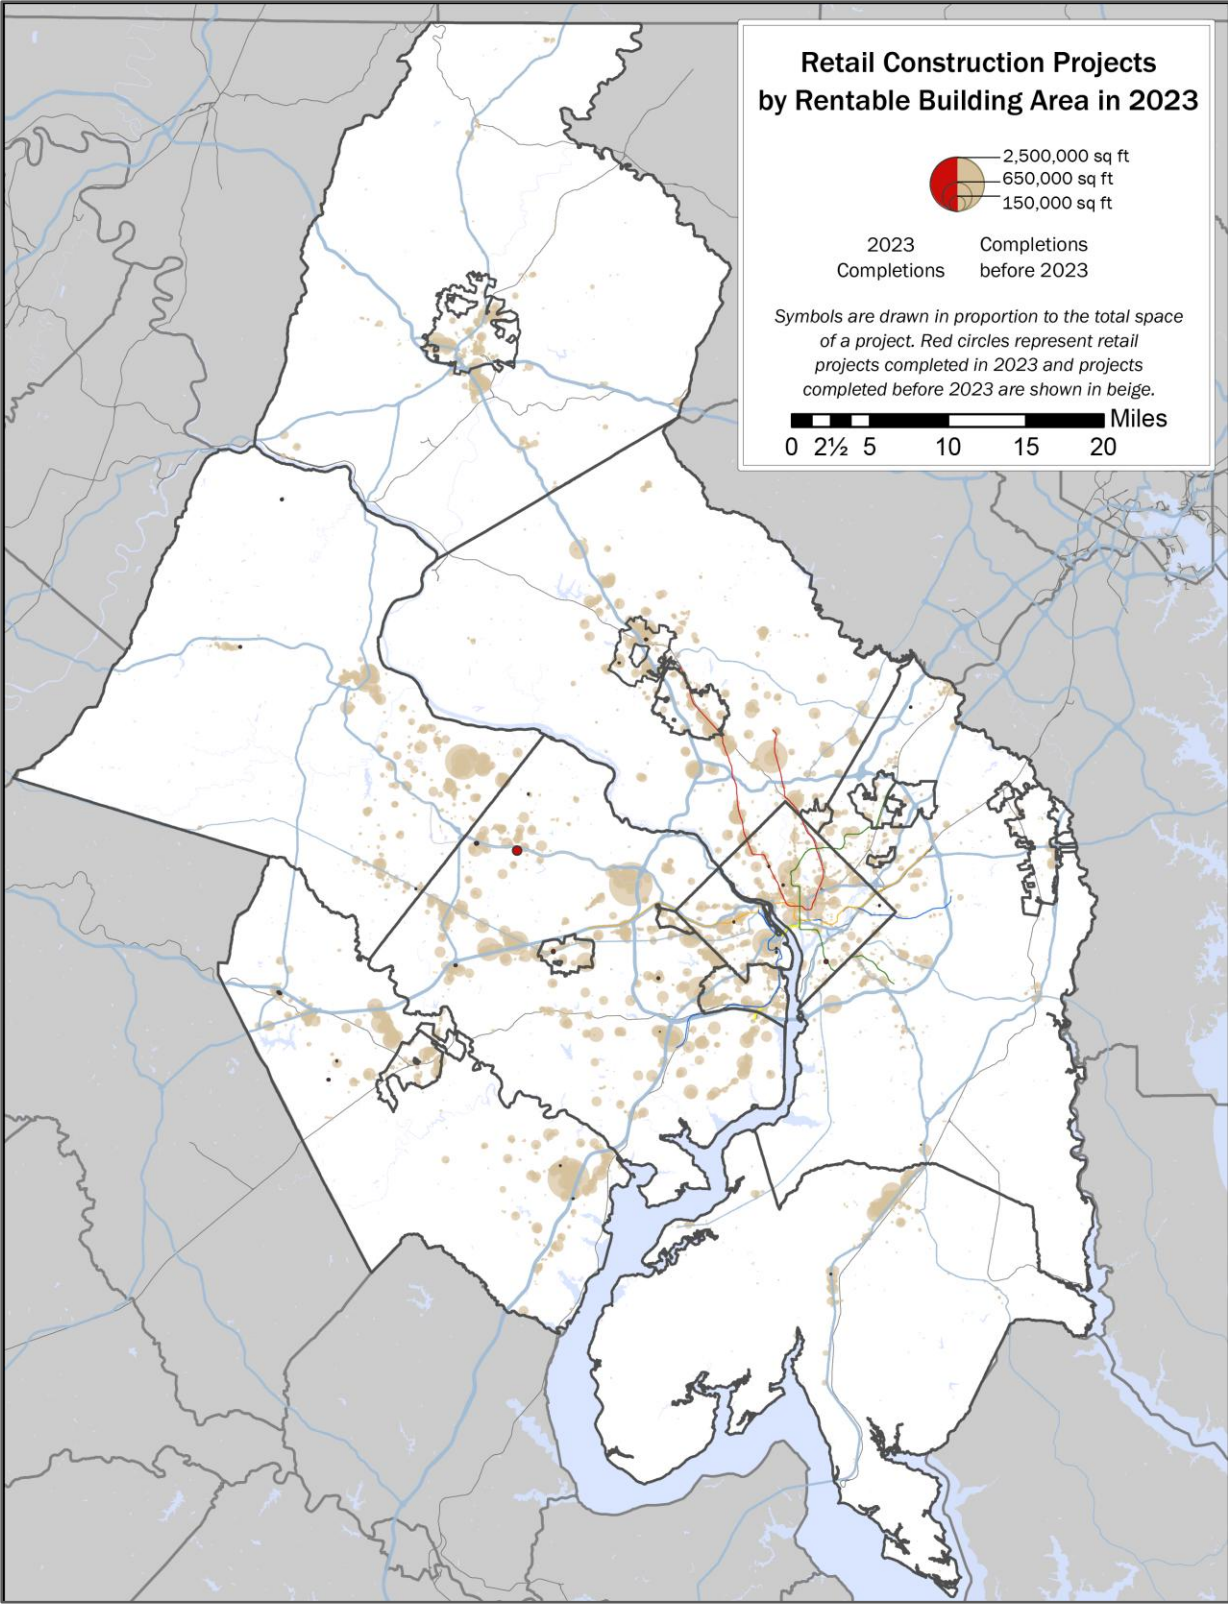 Retail Construction Projects
by Rentable Building Area in 2023
2,500,000 sq ft
650,000 sq ft
150,000 sq ft
2023
Completions
Completions
before 2023
Symbols are drawn in proportion to the total space
of a project. Red circles represent retail
projects completed in 2023 and projects
completed before 2023 are shown in beige.
Miles
0 2½ 5 10 15 20